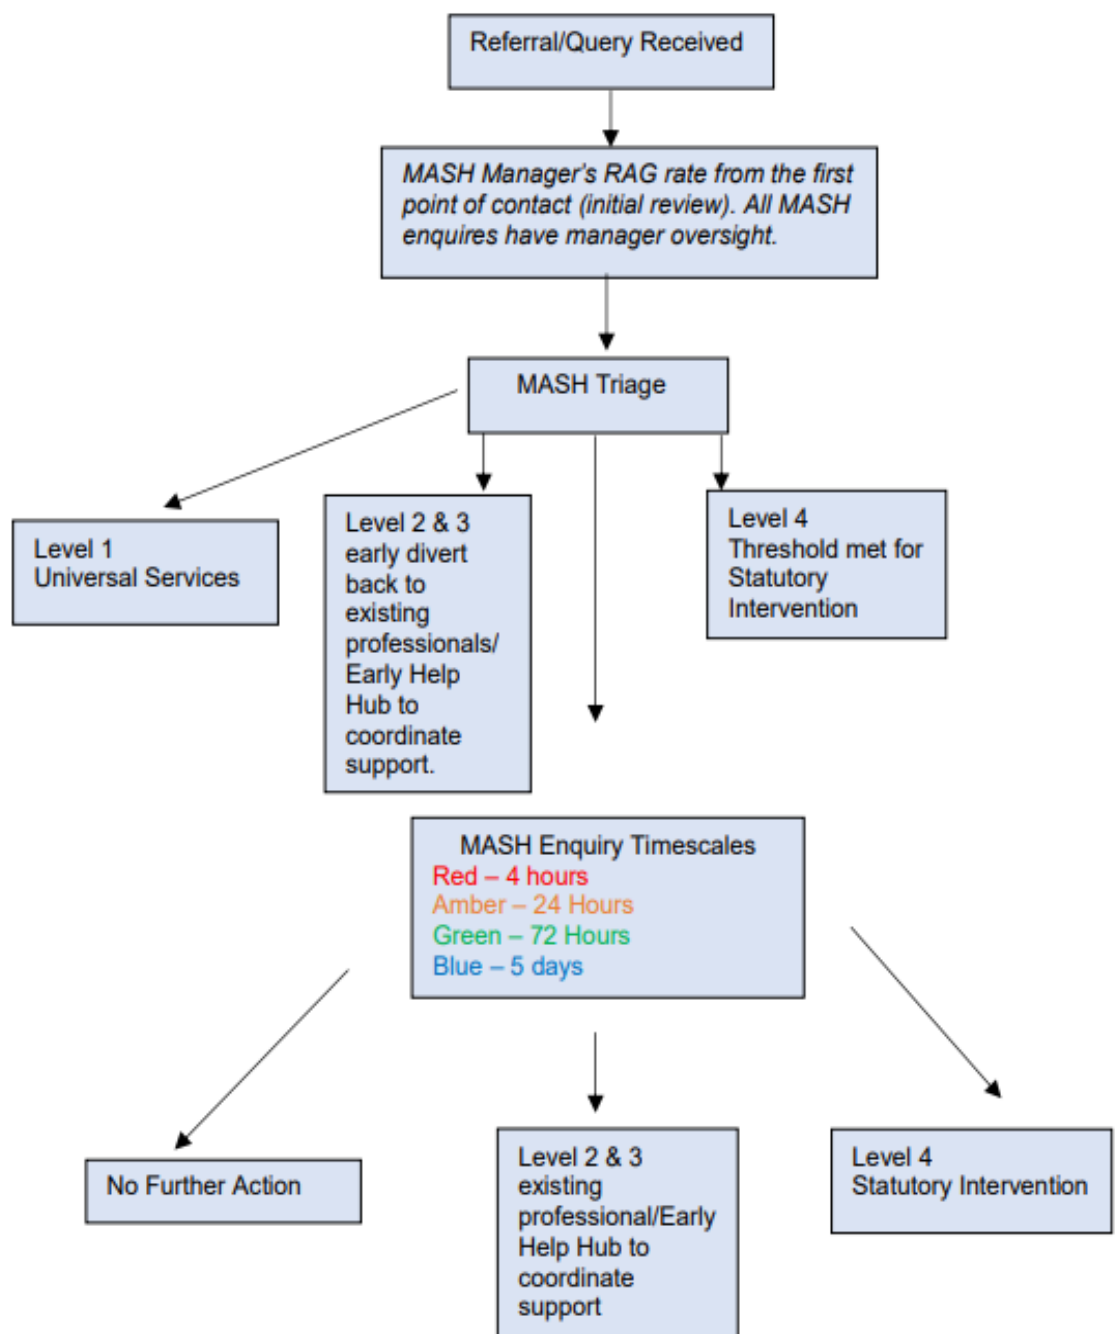 Referral/Query Received
MASH Manager's RAG rate from the first
point of contact (initial review). All MASH
enquires have manager oversight.
MASH Triage
Level 1
Universal Services
Level 2 & 3
early divert
back to
existing
professionals/
Early Help
Hub to
coordinate
support.
Level 4
Threshold met for
Statutory
Intervention
MASH Enquiry Timescales
Red – 4 hours
Amber – 24 Hours
Green – 72 Hours
Blue – 5 days
No Further Action
Level 2 & 3
existing
professional/Early
Help Hub to
coordinate
support
Level 4
Statutory Intervention